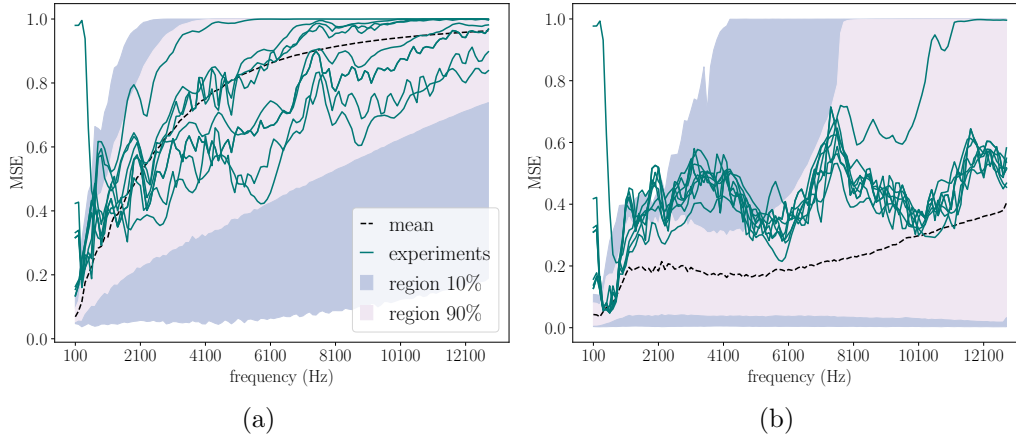 1.0
0.8
0.6
0.4
0.2
0.0
MSE
100 2100 4100 6100 8100 10100 12100
frequency (Hz)
mean
experiments
region 10%
region 90%
(a)
1.0
0.8
0.6
0.4
0.2
0.0
MSE
100 2100 4100 6100 8100 10100 12100
frequency (Hz)
(b)